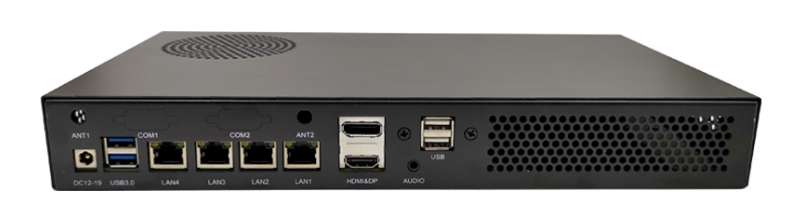 ANT1
COM1
COM2
ANT2
USB
DC12-19
USB3.0
LAN4
LAN3
LAN2
LAN1
HDMI&DP
AUDIO